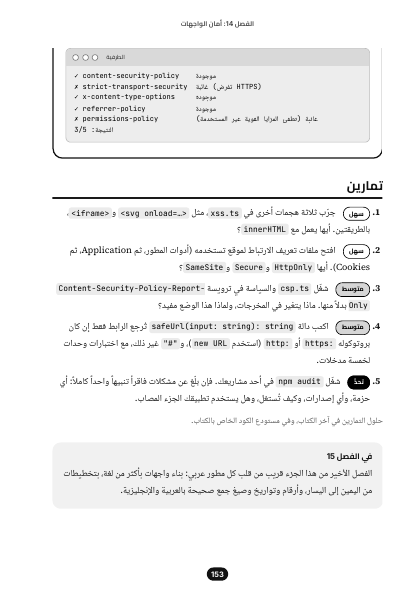 الفصل 14: أمان الواجهات
الطرفية
✓ content-security-policy موجودة
✗ strict-transport-security غائبة (تفرض HTTPS)
✓ x-content-type-options موجودة
✓ referrer-policy موجودة
✗ permissions-policy غائبة (تطفئ المزايا القوية غير المستخدمة)
النتيجة: 3/5
تمارين
1. سهل جرّب ثلاثة هجمات أخرى في xss.ts، مثل <svg onload=…> و <iframe>،
بالطريقتين. أيها يعمل مع innerHTML؟
2. سهل افتح ملفات تعريف الارتباط لموقع تستخدمه (أدوات المطور، ثم Application، ثم
Cookies). أيها HttpOnly و Secure و SameSite؟
3. متوسط شغّل csp.ts والسياسة في ترويسة Content-Security-Policy-Report-
Only بدلاً منها. ماذا يتغير في المخرجات، ولماذا هذا الوضع مفيد؟
4. متوسط اكتب دالة safeUrl(input: string): string تُرجع الرابط فقط إن كان
بروتوكوله https: أو http: (استخدم new URL)، و "#" غير ذلك، مع اختبارات وحدات
لخمسة مدخلات.
5. تحدٍّ شغّل npm audit في أحد مشاريعك. فإن بلّغ عن مشكلات فاقرأ تنبيهاً واحداً كاملاً: أي
حزمة، وأي إصدارات، وكيف تُستغل، وهل يستخدم تطبيقك الجزء المصاب.
حلول التمارين في آخر الكتاب، وفي مستودع الكود الخاص بالكتاب.
في الفصل 15
الفصل الأخير من هذا الجزء قريب من قلب كل مطور عربي: بناء واجهات بأكثر من لغة، بتخطيطات
من اليمين إلى اليسار، وأرقام وتواريخ وصيغ جمع صحيحة بالعربية والإنجليزية.
153